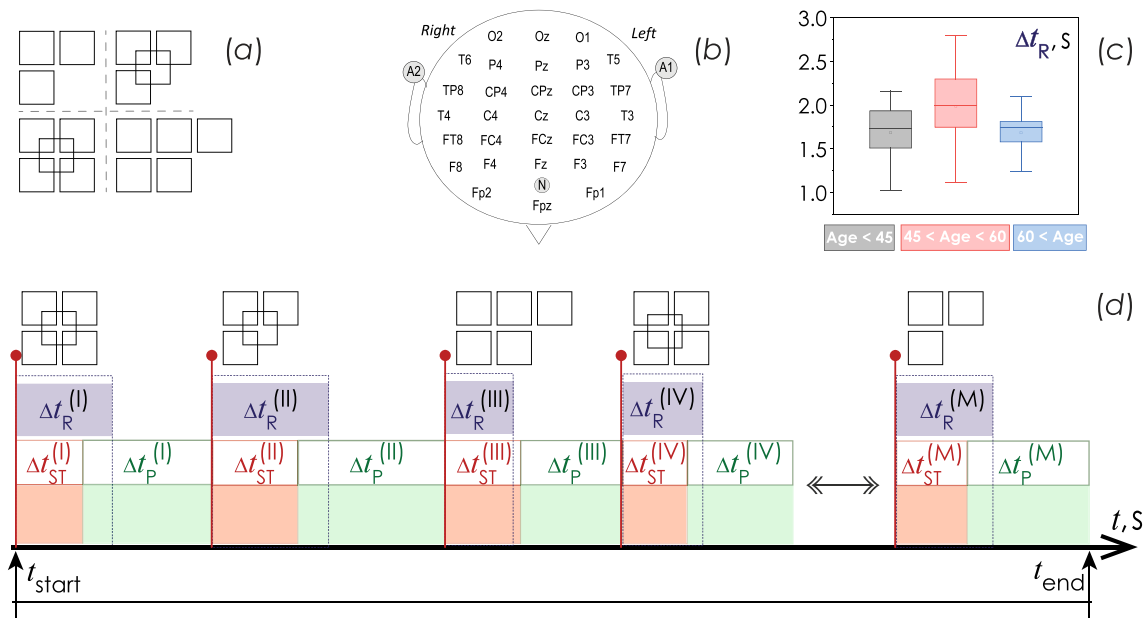 (a)
Right
Left
(b)
O2 Oz O1
T6 P4 Pz P3 T5
A2 A1
TP8 CP4 CPz CP3 TP7
T4 C4 Cz C3 T3
FT8 FC4 FCz FC3 FT7
F8 F4 Fz F3 F7
Fp2 N Fp1
Fpz
3.0
2.5
2.0
1.5
1.0
Δt_R, S
(c)
Age < 45
45 < Age < 60
60 < Age
(d)
Δt_R^(I) Δt_R^(II) Δt_R^(III) Δt_R^(IV) Δt_R^(M)
Δt_ST^(I) Δt_P^(I) Δt_ST^(II) Δt_P^(II) Δt_ST^(III) Δt_P^(III) Δt_ST^(IV) Δt_P^(IV) Δt_ST^(M) Δt_P^(M)
t, S
t_start
t_end